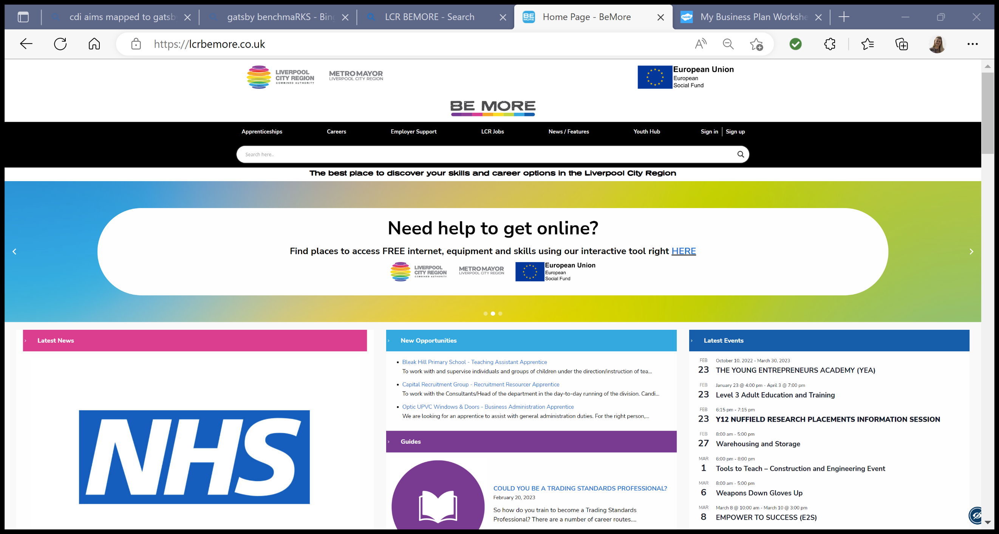 cdi aims mapped to gatsb
gatsby benchmaRKS - Bing
LCR BEMORE - Search
BE MORE
Home Page - BeMore
twinkl
My Business Plan Workshe
https://lcrbemore.co.uk
LIVERPOOL
CITY REGION
COMBINED AUTHORITY
METRO MAYOR
LIVERPOOL CITY REGION
European Union
European
Social Fund
BE MORE
Apprenticeships
Careers
Employer Support
LCR Jobs
News / Features
Youth Hub
Sign in
Sign up
Search here..
The best place to discover your skills and career options in the Liverpool City Region
Need help to get online?
Find places to access FREE internet, equipment and skills using our interactive tool right HERE
LIVERPOOL
CITY REGION
COMBINED AUTHORITY
METRO MAYOR
LIVERPOOL CITY REGION
European Union
European
Social Fund
Latest News
NHS
New Opportunities
Bleak Hill Primary School - Teaching Assistant Apprentice
To work with and supervise individuals and groups of children under the direction/instruction of tea...
Capital Recruitment Group - Recruitment Resourcer Apprentice
To work with the Consultants/Head of the department in the day-to-day running of the division. Candi...
Optic UPVC Windows & Doors - Business Administration Apprentice
We are looking for an apprentice to assist with general administration duties. For the right person,...
Guides
COULD YOU BE A TRADING STANDARDS PROFESSIONAL?
February 20, 2023
So how do you train to become a Trading Standards
Professional? There are a number of career routes....
Latest Events
FEB
23
October 10, 2022 - March 30, 2023
THE YOUNG ENTREPRENEURS ACADEMY (YEA)
FEB
23
January 23 @ 4:00 pm - April 3 @ 7:00 pm
Level 3 Adult Education and Training
FEB
23
6:15 pm - 7:15 pm
Y12 NUFFIELD RESEARCH PLACEMENTS INFORMATION SESSION
FEB
27
8:00 am - 5:00 pm
Warehousing and Storage
MAR
1
6:00 pm - 8:00 pm
Tools to Teach – Construction and Engineering Event
MAR
6
8:00 am - 5:00 pm
Weapons Down Gloves Up
MAR
8
March 8 @ 10:00 am - March 10 @ 3:00 pm
EMPOWER TO SUCCESS (E2S)